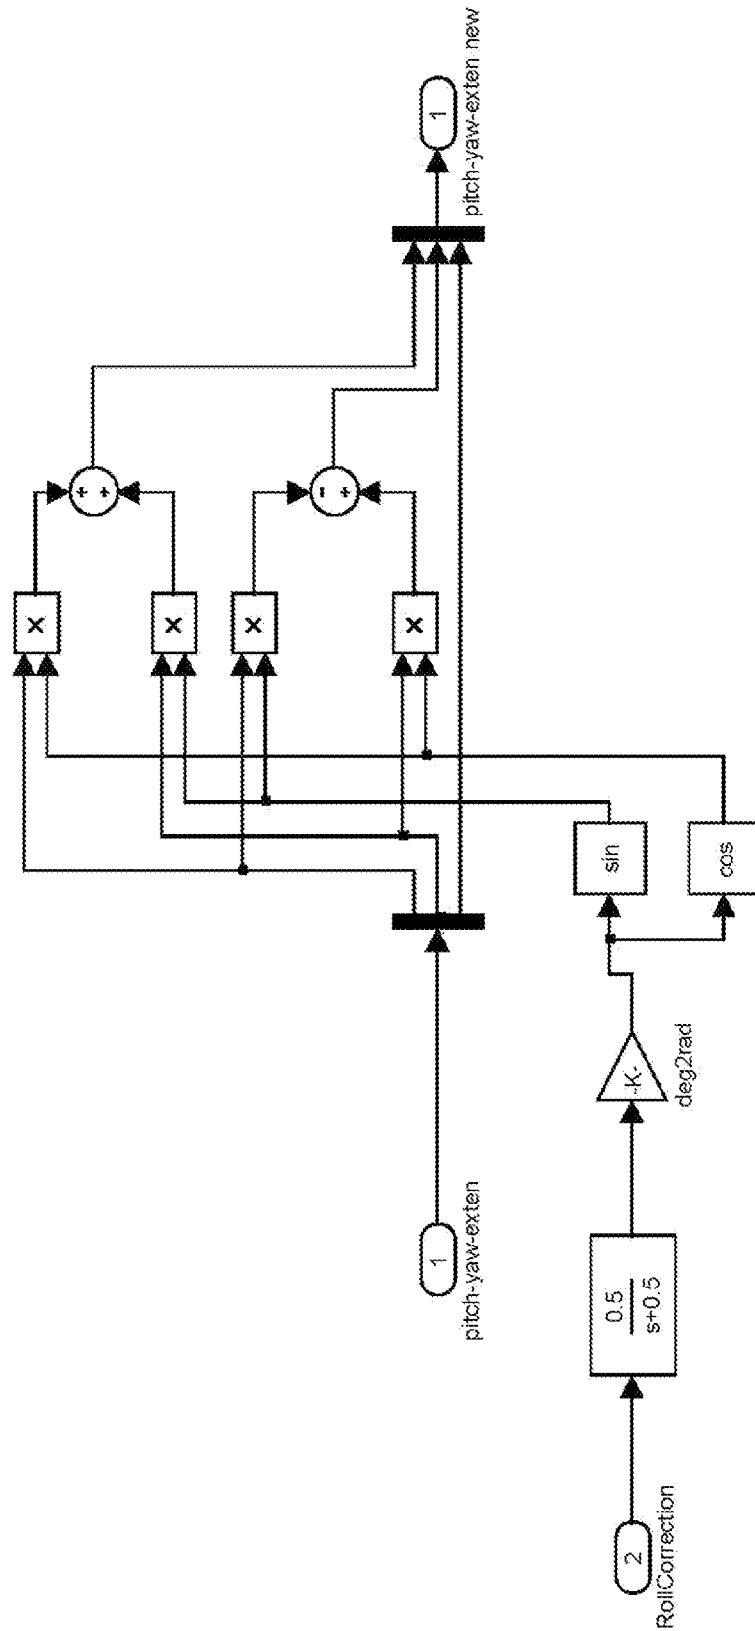 1
pitch-yaw-exten
2
RollCorrection
0.5
s+0.5
-K-
deg2rad
sin
cos
×
×
×
×
+
+
-
+
1
pitch-yaw-exten new